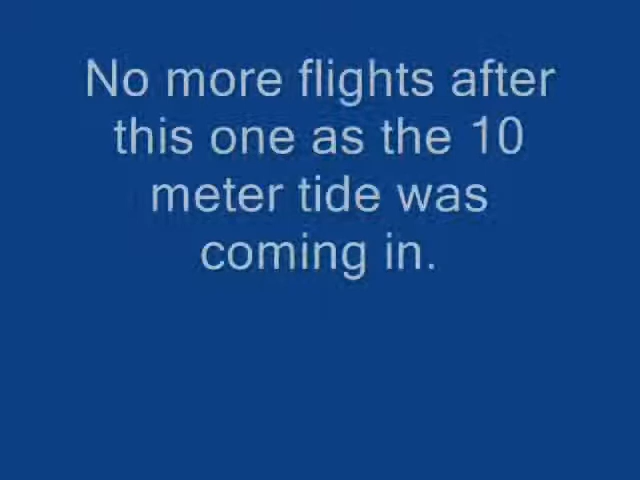 No more flights after
this one as the 10
meter tide was
coming in.